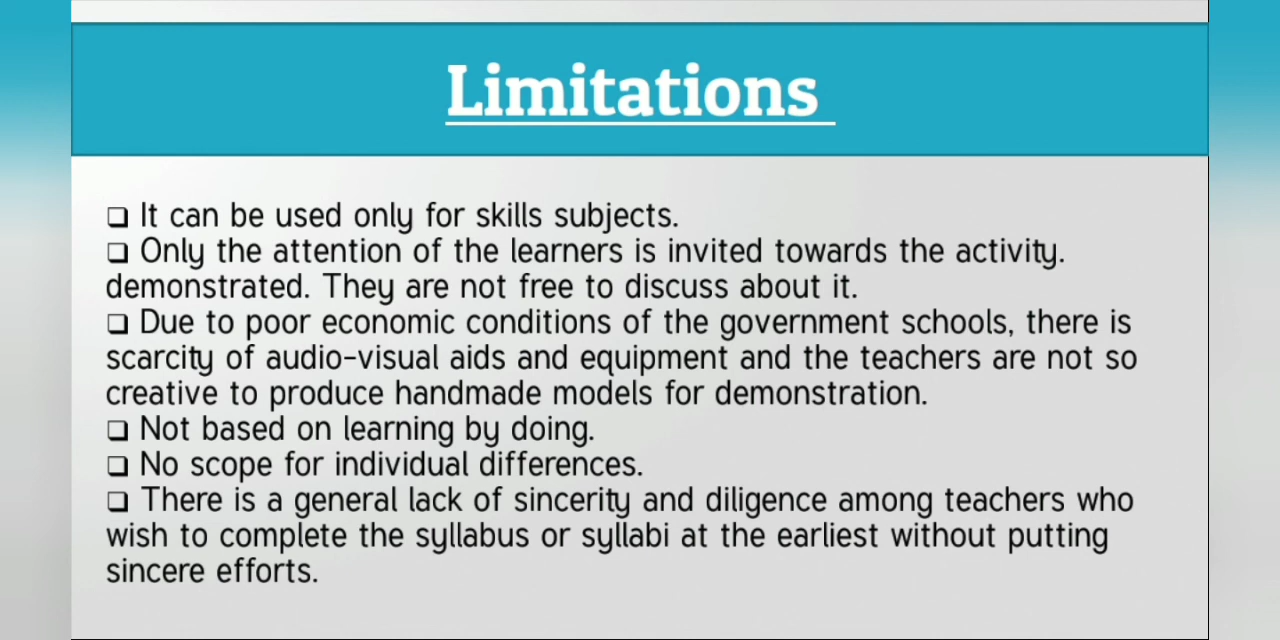 Limitations
❑ It can be used only for skills subjects.
❑ Only the attention of the learners is invited towards the activity.
demonstrated. They are not free to discuss about it.
❑ Due to poor economic conditions of the government schools, there is
scarcity of audio-visual aids and equipment and the teachers are not so
creative to produce handmade models for demonstration.
❑ Not based on learning by doing.
❑ No scope for individual differences.
❑ There is a general lack of sincerity and diligence among teachers who
wish to complete the syllabus or syllabi at the earliest without putting
sincere efforts.